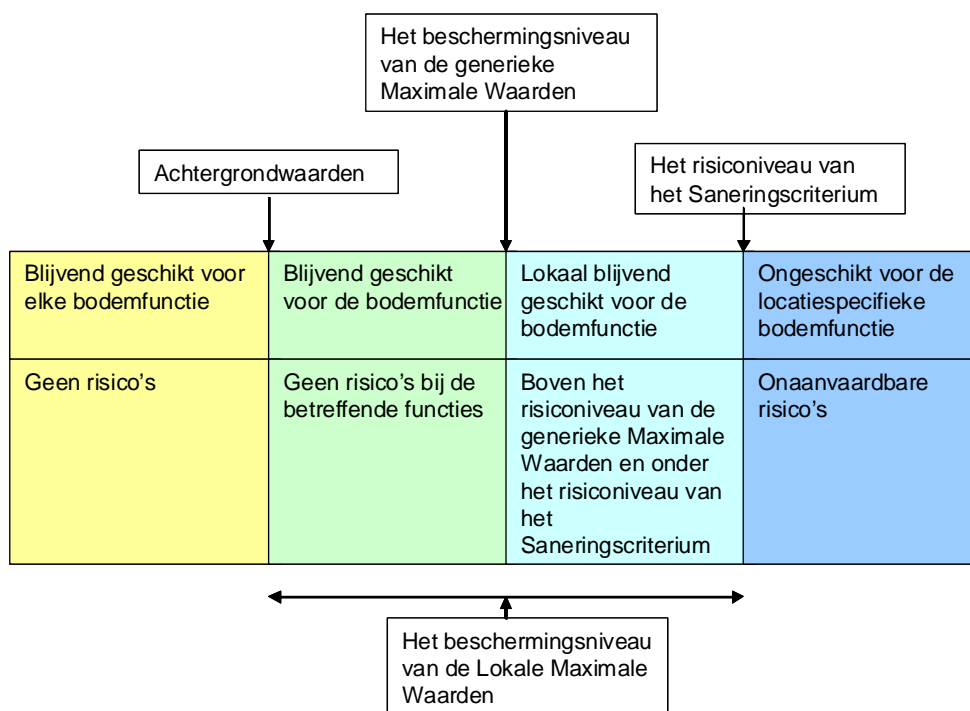 Het beschermingsniveau
van de generieke
Maximale Waarden
Achtergrondwaarden
Het risiconiveau van
het Saneringscriterium
Blijvend geschikt voor
elke bodemfunctie
Blijvend geschikt
voor de bodemfunctie
Lokaal blijvend
geschikt voor de
bodemfunctie
Ongeschikt voor de
locatiespecifieke
bodemfunctie
Geen risico's
Geen risico's bij de
betreffende functies
Boven het
risiconiveau van de
generieke Maximale
Waarden en onder
het risiconiveau van
het
Saneringscriterium
Onaanvaardbare
risico's
Het beschermingsniveau
van de Lokale Maximale
Waarden